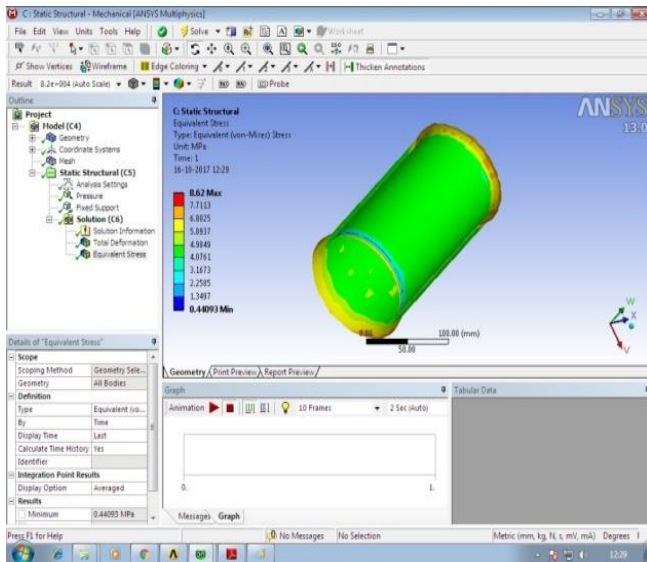 C : Static Structural - Mechanical [ANSYS Multiphysics]
File Edit View Units Tools Help
Solve
Worksheet
Show Vertices Wireframe Edge Coloring Thicken Annotations
Result 8.2e+004 (Auto Scale) Probe
Outline
Project
Model (C4)
Geometry
Coordinate Systems
Mesh
Static Structural (C5)
Analysis Settings
Pressure
Fixed Support
Solution (C6)
Solution Information
Total Deformation
Equivalent Stress
C: Static Structural
Equivalent Stress
Type: Equivalent (von-Mises) Stress
Unit: MPa
Time: 1
16-10-2017 12:29
8.62 Max
7.7113
6.8025
5.8937
4.9849
4.0761
3.1673
2.2585
1.3497
0.44093 Min
ANSYS
13.0
0.00 100.00 (mm)
50.00
Geometry Print Preview Report Preview
Details of "Equivalent Stress"
Scope
Scoping Method Geometry Sele...
Geometry All Bodies
Definition
Type Equivalent (vo...
By Time
Display Time Last
Calculate Time History Yes
Identifier
Integration Point Results
Display Option Averaged
Results
Minimum 0.44093 MPa
Graph
Animation 10 Frames 2 Sec (Auto)
0. 1.
Messages Graph
Tabular Data
Press F1 for Help No Messages No Selection Metric (mm, kg, N, s, mV, mA) Degrees
12:29